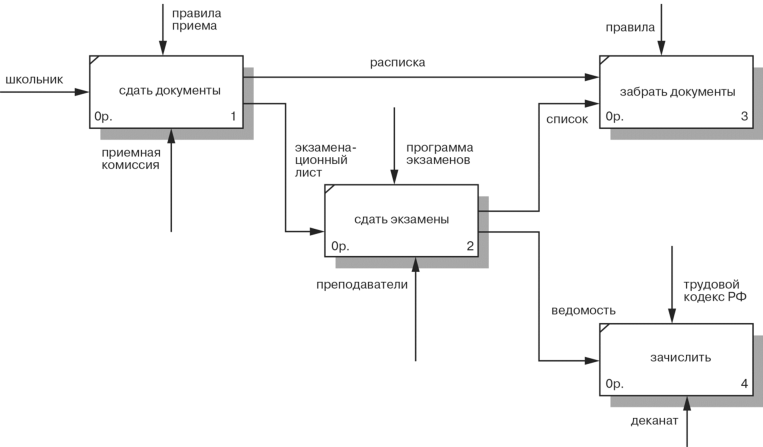 правила
приема
школьник
сдать документы
0р.
1
приемная
комиссия
расписка
экзамена-
ционный
лист
программа
экзаменов
сдать экзамены
0р.
2
преподаватели
правила
забрать документы
0р.
3
список
ведомость
трудовой
кодекс РФ
зачислить
0р.
4
деканат